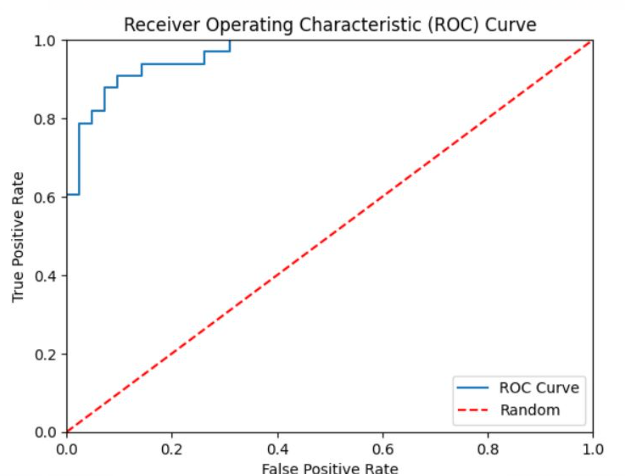 Receiver Operating Characteristic (ROC) Curve
1.0
0.8
0.6
0.4
0.2
0.0
True Positive Rate
ROC Curve
Random
0.0 0.2 0.4 0.6 0.8 1.0
False Positive Rate